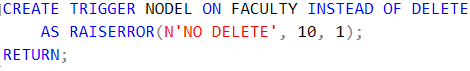 CREATE TRIGGER NODEL ON FACULTY INSTEAD OF DELETE
AS RAISERROR(N'NO DELETE', 10, 1);
RETURN;